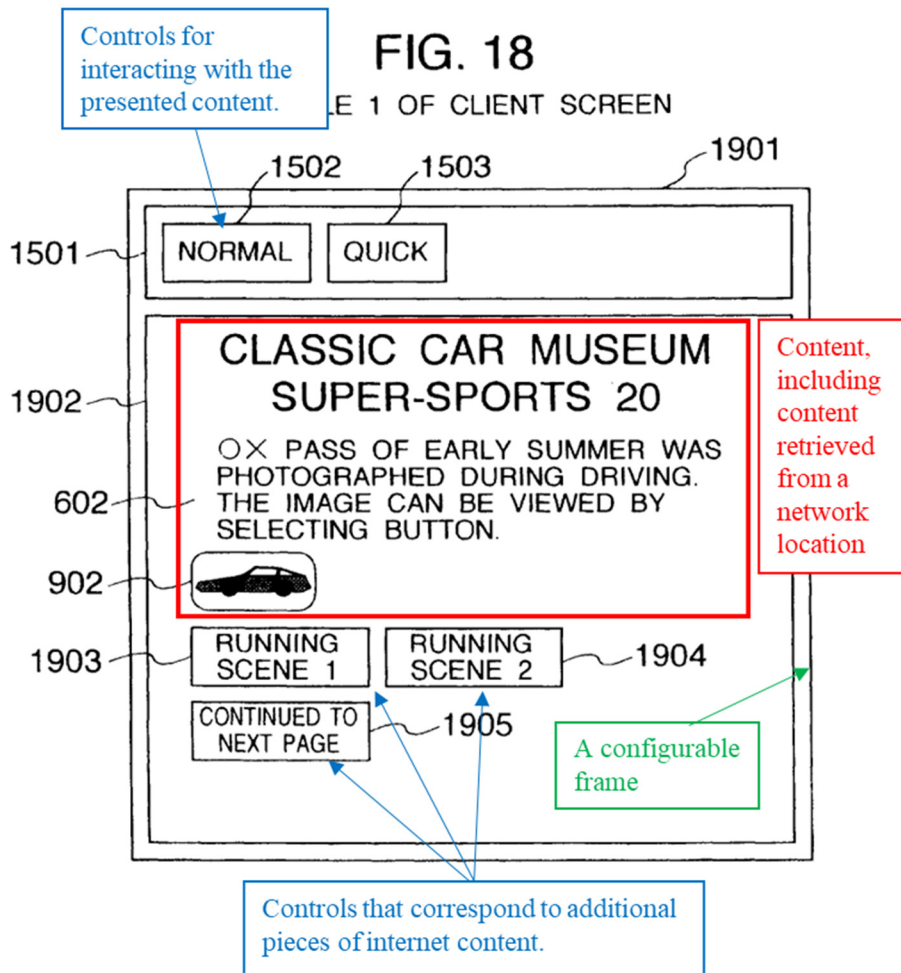 Controls for
interacting with the
presented content.
FIG. 18
LE 1 OF CLIENT SCREEN
1901
1502
1503
1501
NORMAL
QUICK
CLASSIC CAR MUSEUM
SUPER-SPORTS 20
1902
○× PASS OF EARLY SUMMER WAS
PHOTOGRAPHED DURING DRIVING.
THE IMAGE CAN BE VIEWED BY
SELECTING BUTTON.
602
902
Content,
including
content
retrieved
from a
network
location
1903
RUNNING
SCENE 1
RUNNING
SCENE 2
1904
CONTINUED TO
NEXT PAGE
1905
A configurable
frame
Controls that correspond to additional
pieces of internet content.